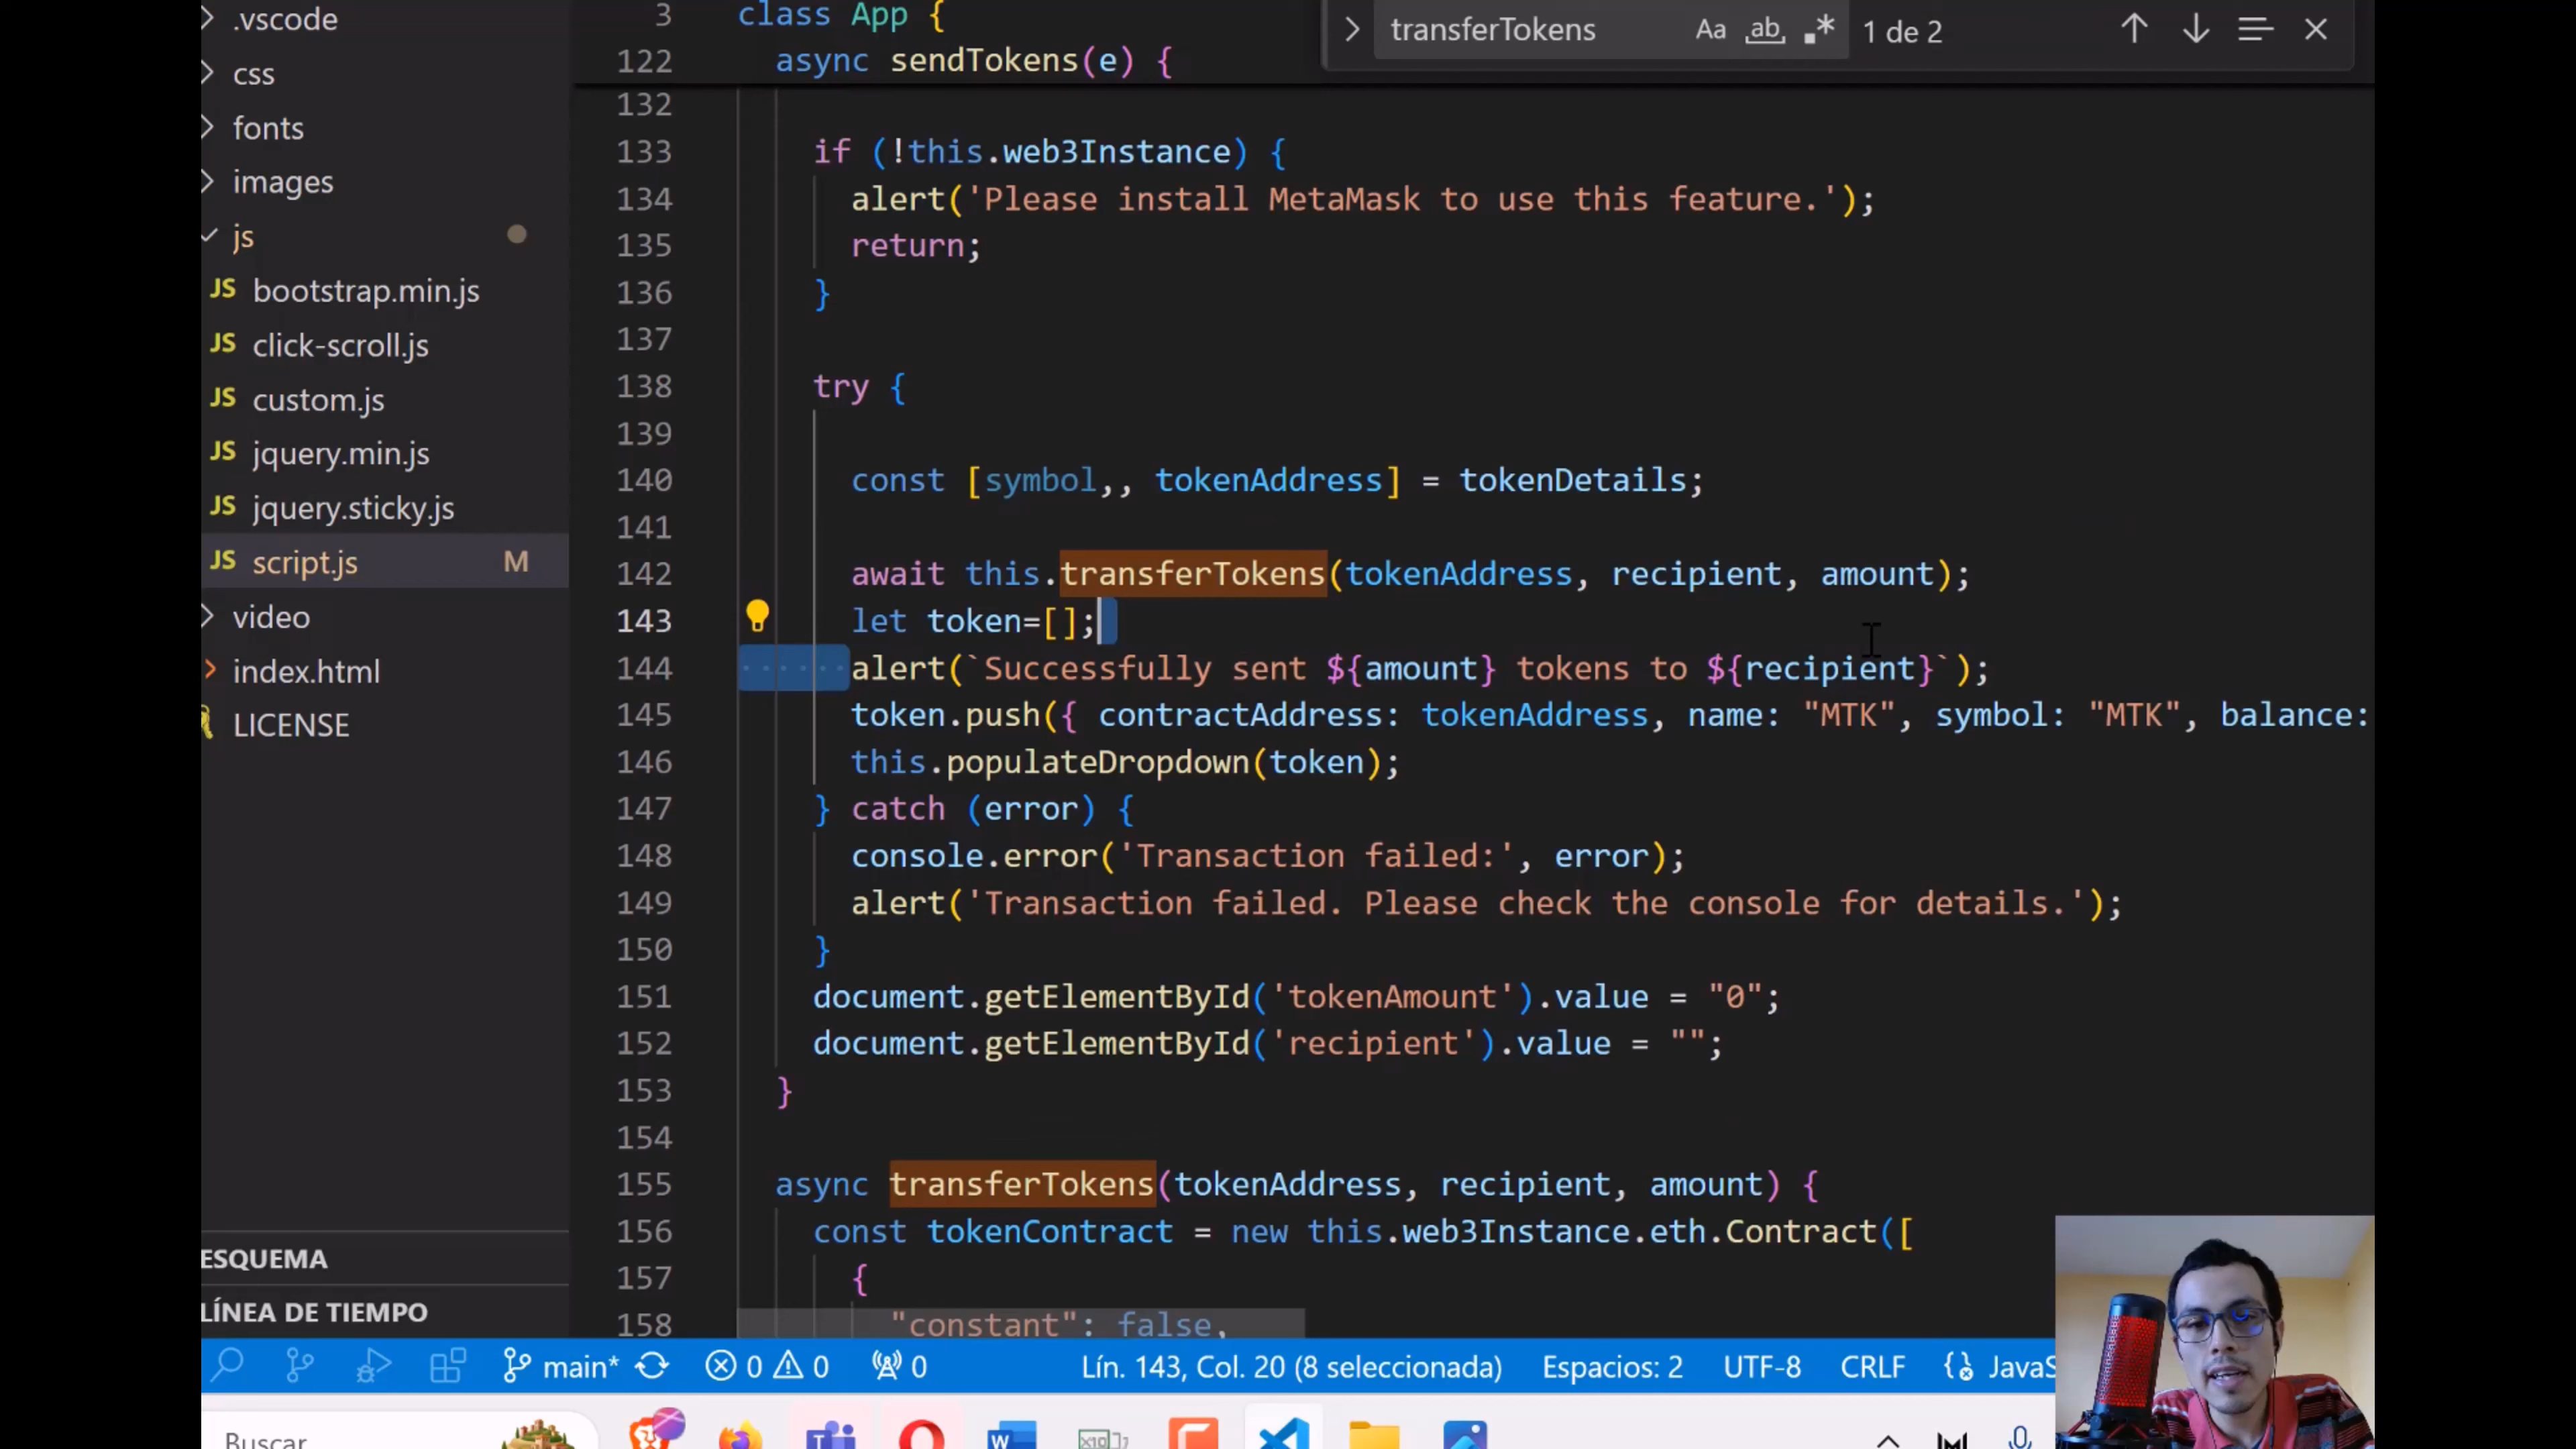 .vscode
css
fonts
images
js
JS bootstrap.min.js
JS click-scroll.js
JS custom.js
JS jquery.min.js
JS jquery.sticky.js
JS script.js M
video
index.html
LICENSE
ESQUEMA
LÍNEA DE TIEMPO
transferTokens Aa ab .* 1 de 2
3 class App {
122 async sendTokens(e) {
132
133 if (!this.web3Instance) {
134 alert('Please install MetaMask to use this feature.');
135 return;
136 }
137
138 try {
139
140 const [symbol,, tokenAddress] = tokenDetails;
141
142 await this.transferTokens(tokenAddress, recipient, amount);
143 let token=[];
144 alert(`Successfully sent ${amount} tokens to ${recipient}`);
145 token.push({ contractAddress: tokenAddress, name: "MTK", symbol: "MTK", balance:
146 this.populateDropdown(token);
147 } catch (error) {
148 console.error('Transaction failed:', error);
149 alert('Transaction failed. Please check the console for details.');
150 }
151 document.getElementById('tokenAmount').value = "0";
152 document.getElementById('recipient').value = "";
153 }
154
155 async transferTokens(tokenAddress, recipient, amount) {
156 const tokenContract = new this.web3Instance.eth.Contract([
157 {
158 "constant": false,
main* 0 0 0 Lín. 143, Col. 20 (8 seleccionada) Espacios: 2 UTF-8 CRLF {} JavaS
Buscar